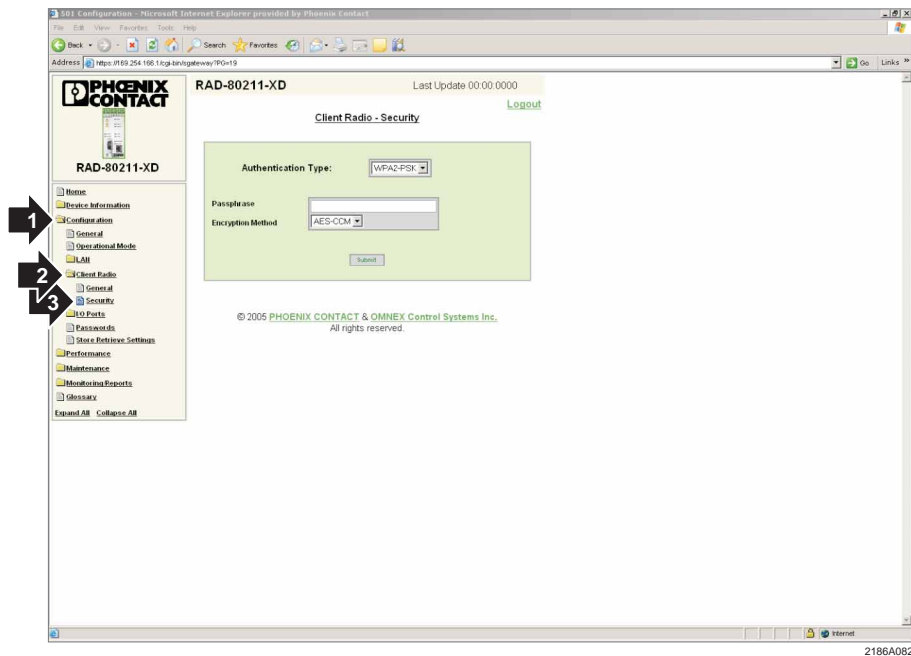 S01 Configuration - Microsoft Internet Explorer provided by Phoenix Contact
File Edit View Favorites Tools Help
Back Search Favorites
Address https://169.254.166.1/cgi-bin/sgateway?PG=19 Go Links »
PHŒNIX CONTACT
RAD-80211-XD
RAD-80211-XD Last Update 00:00:0000
Logout
Client Radio - Security
Authentication Type: WPA2-PSK
Passphrase
Encryption Method AES-CCM
Submit
© 2005 PHOENIX CONTACT & OMNEX Control Systems Inc.
All rights reserved.
Home
Device Information
1 Configuration
General
Operational Mode
LAN
2 Client Radio
General
3 Security
I/O Ports
Passwords
Store Retrieve Settings
Performance
Maintenance
Monitoring Reports
Glossary
Expand All Collapse All
Internet
2186A082